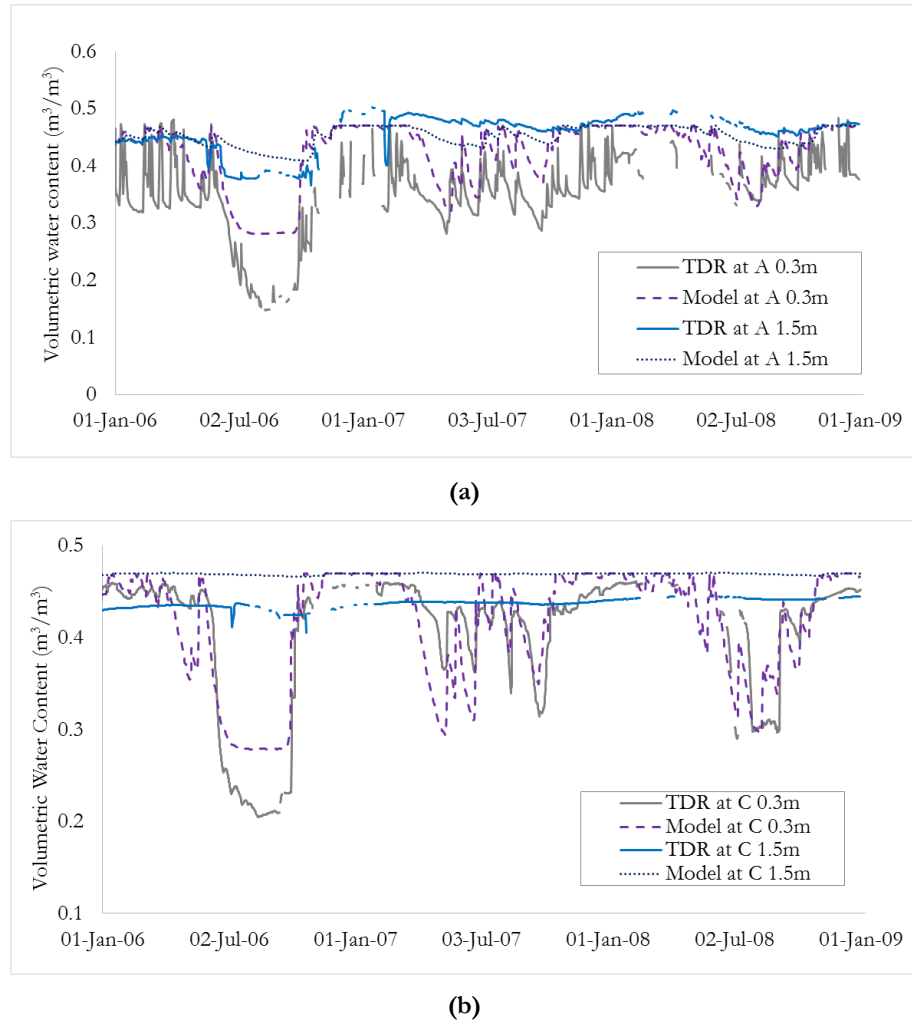 Volumetric water content (m³/m³)
0.6
0.5
0.4
0.3
0.2
0.1
0
01-Jan-06 02-Jul-06 01-Jan-07 03-Jul-07 01-Jan-08 02-Jul-08 01-Jan-09
TDR at A 0.3m
Model at A 0.3m
TDR at A 1.5m
Model at A 1.5m
(a)
Volumetric Water Content (m³/m³)
0.5
0.4
0.3
0.2
0.1
01-Jan-06 02-Jul-06 01-Jan-07 03-Jul-07 01-Jan-08 02-Jul-08 01-Jan-09
TDR at C 0.3m
Model at C 0.3m
TDR at C 1.5m
Model at C 1.5m
(b)